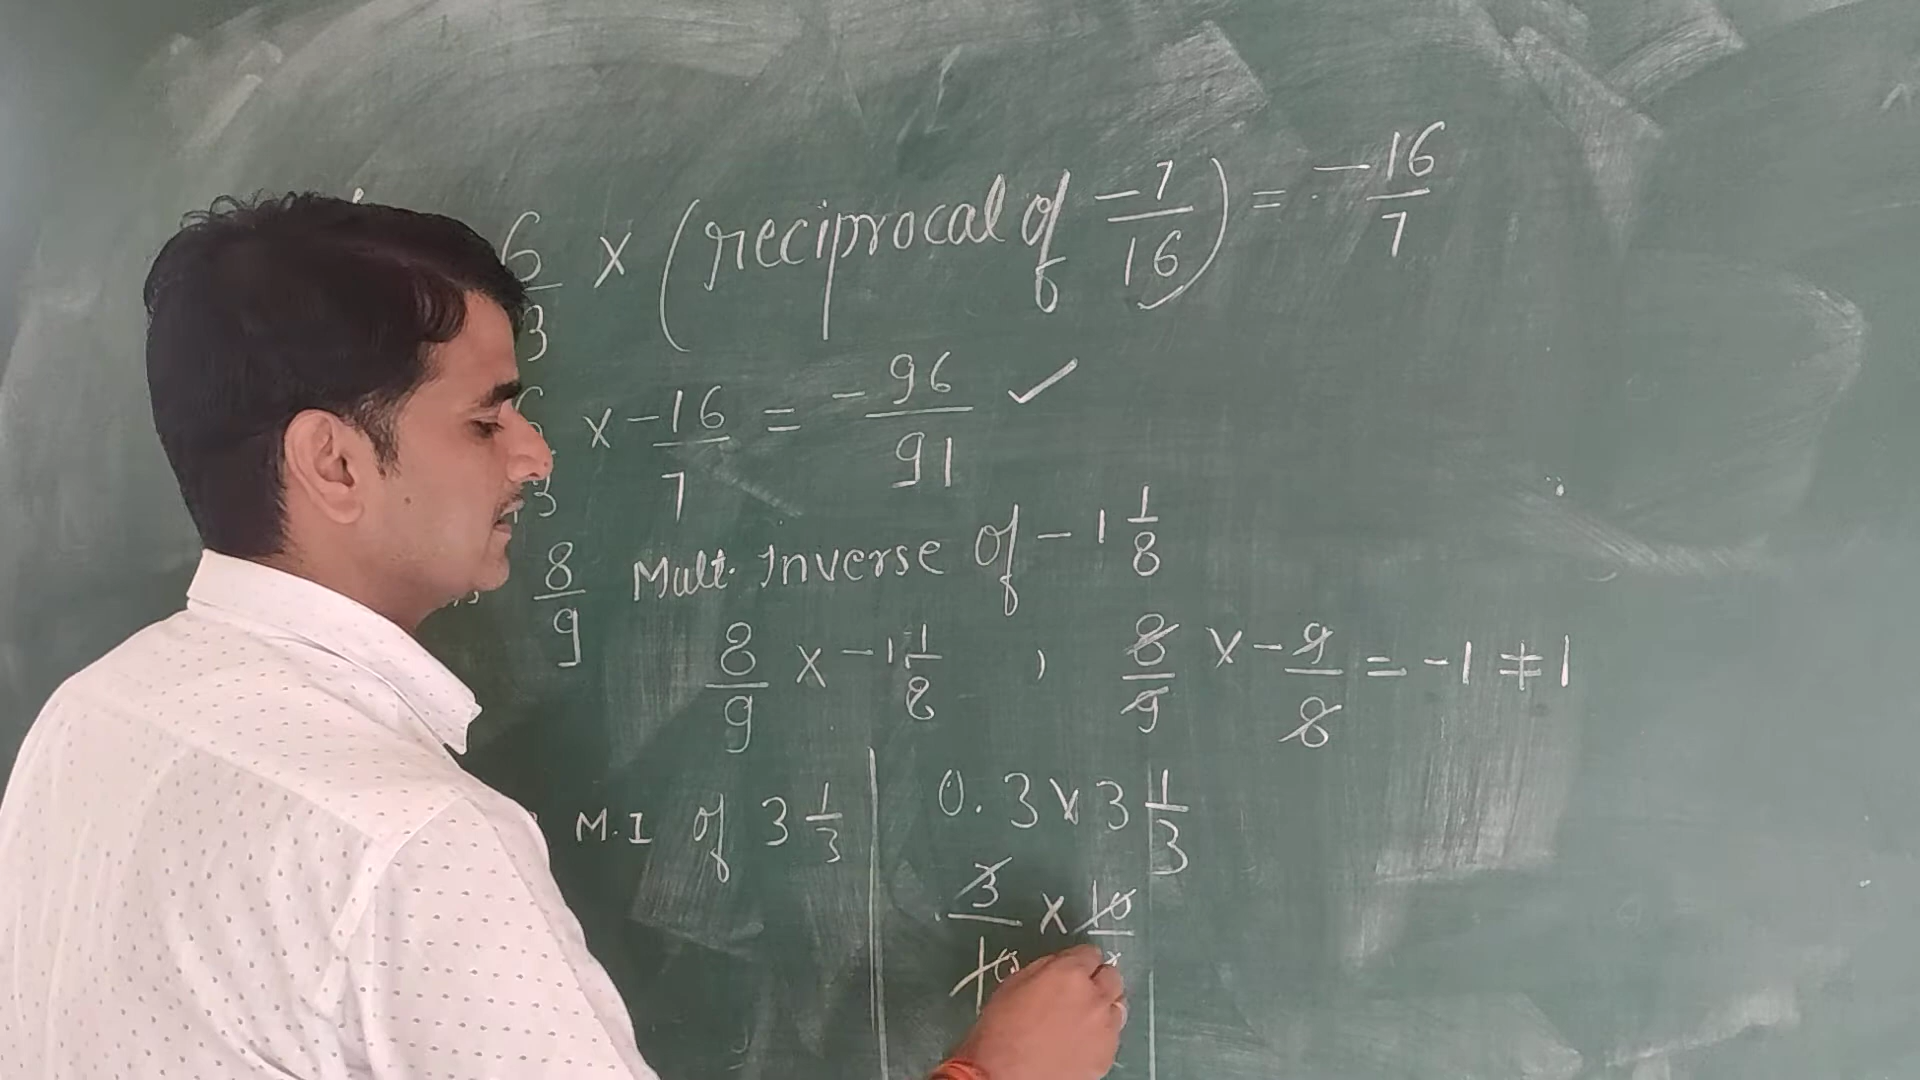 6/3 × (reciprocal of -7/16) = -16/7
× -16/7 = -96/91 ✓
8/9 Mult. Inverse of -1 1/8
8/9 × -1 1/8 , 8/9 × -9/8 = -1 ≠ 1
M.I of 3 1/3
0.3 × 3 1/3
3/10 × 10